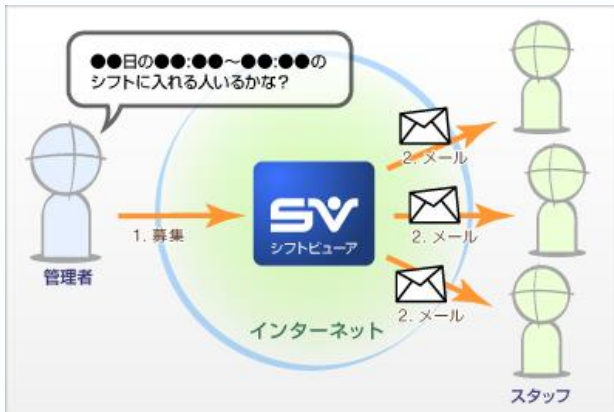 ●●日の●●:●●～●●:●●の
シフトに入れる人いるかな？
2. メール
SV
シフトビューア
1. 募集
2. メール
管理者
2. メール
インターネット
スタッフ